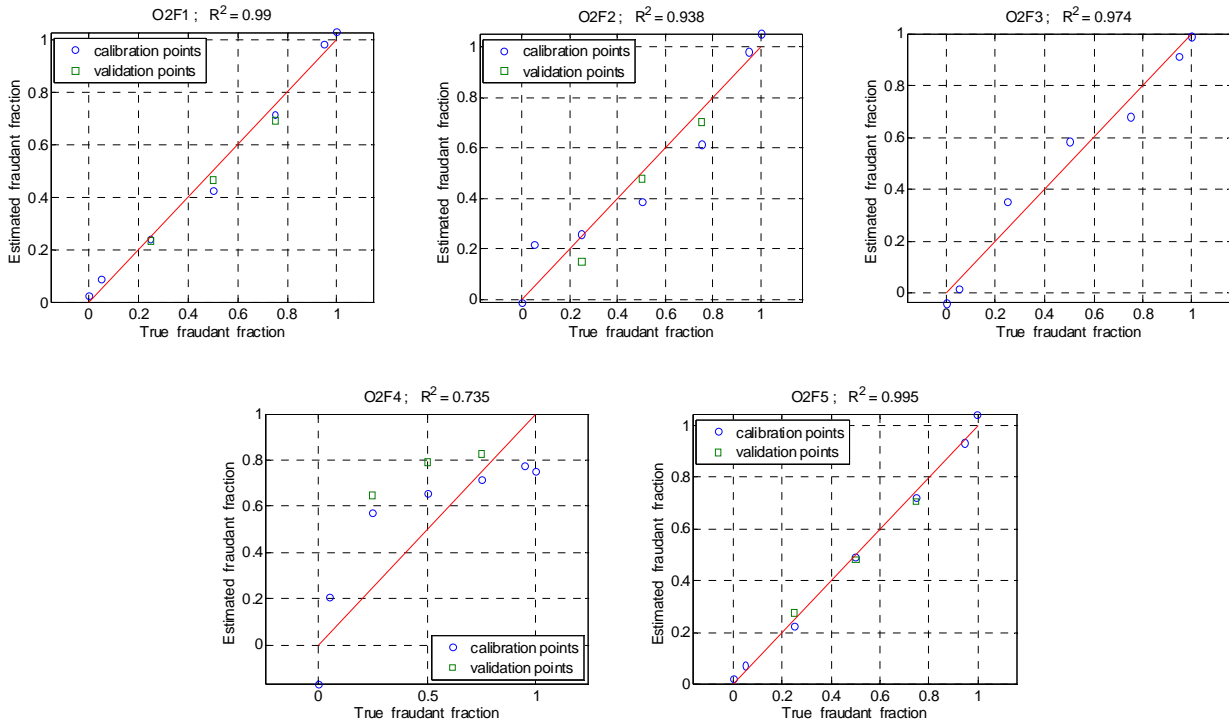 O2F1 ; R² = 0.99
calibration points
validation points
Estimated fraudant fraction
1
0.8
0.6
0.4
0.2
0
0 0.2 0.4 0.6 0.8 1
True fraudant fraction
O2F2 ; R² = 0.938
calibration points
validation points
Estimated fraudant fraction
1
0.8
0.6
0.4
0.2
0
0 0.2 0.4 0.6 0.8 1
True fraudant fraction
O2F3 ; R² = 0.974
Estimated fraudant fraction
1
0.8
0.6
0.4
0.2
0
0 0.2 0.4 0.6 0.8 1
True fraudant fraction
O2F4 ; R² = 0.735
Estimated fraudant fraction
1
0.8
0.6
0.4
0.2
0
calibration points
validation points
0 0.5 1
True fraudant fraction
O2F5 ; R² = 0.995
calibration points
validation points
Estimated fraudant fraction
1
0.8
0.6
0.4
0.2
0
0 0.2 0.4 0.6 0.8 1
True fraudant fraction